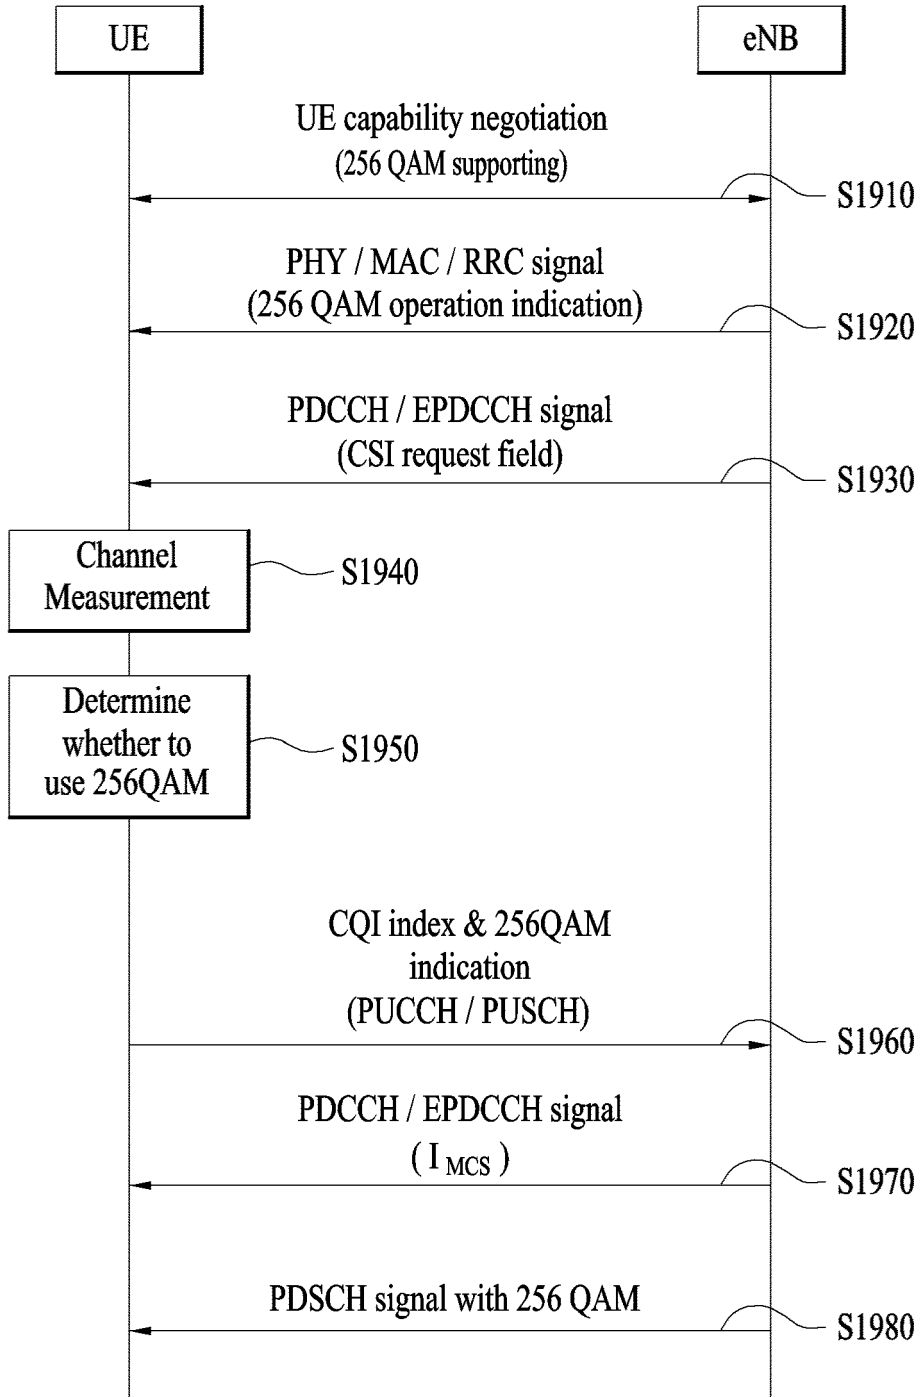 UE
eNB
UE capability negotiation
(256 QAM supporting)
S1910
PHY / MAC / RRC signal
(256 QAM operation indication)
S1920
PDCCH / EPDCCH signal
(CSI request field)
S1930
Channel
Measurement
S1940
Determine
whether to
use 256QAM
S1950
CQI index & 256QAM
indication
(PUCCH / PUSCH)
S1960
PDCCH / EPDCCH signal
( I MCS )
S1970
PDSCH signal with 256 QAM
S1980